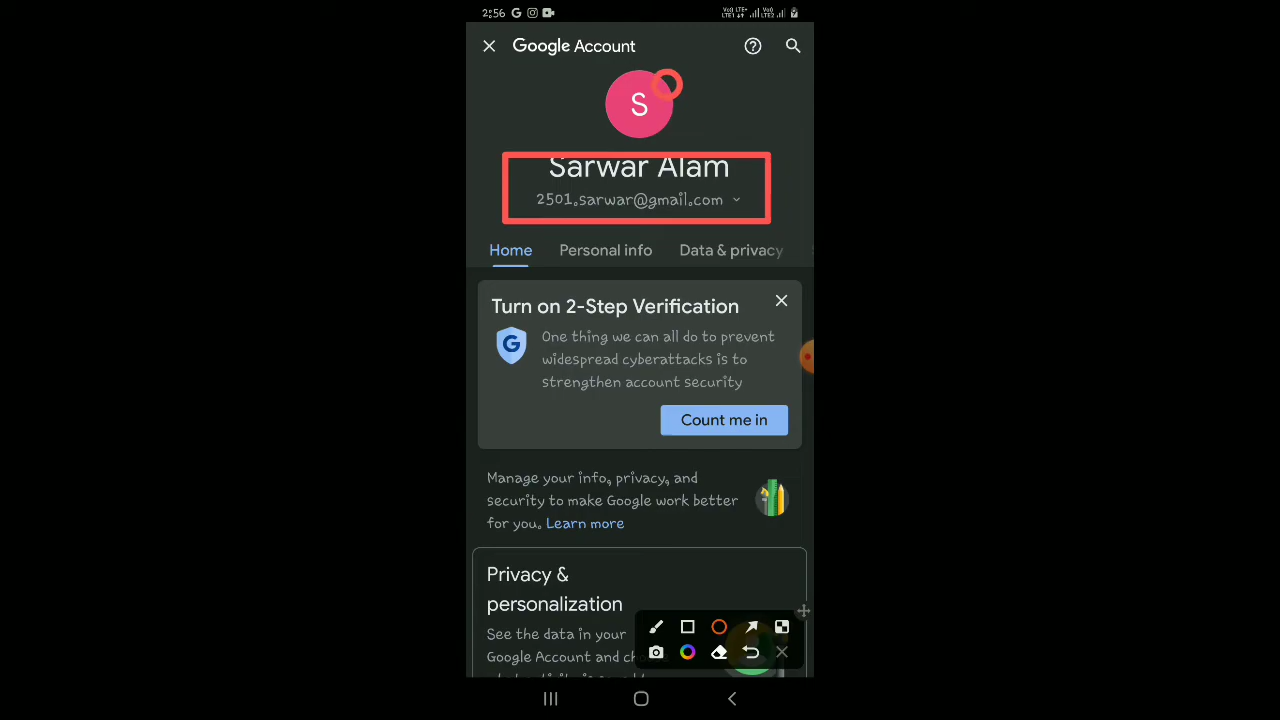 2:56
Google Account
S
Sarwar Alam
2501.sarwar@gmail.com
Home Personal info Data & privacy
Turn on 2-Step Verification
One thing we can all do to prevent
widespread cyberattacks is to
strengthen account security
Count me in
Manage your info, privacy, and
security to make Google work better
for you. Learn more
Privacy &
personalization
See the data in your
Google Account and